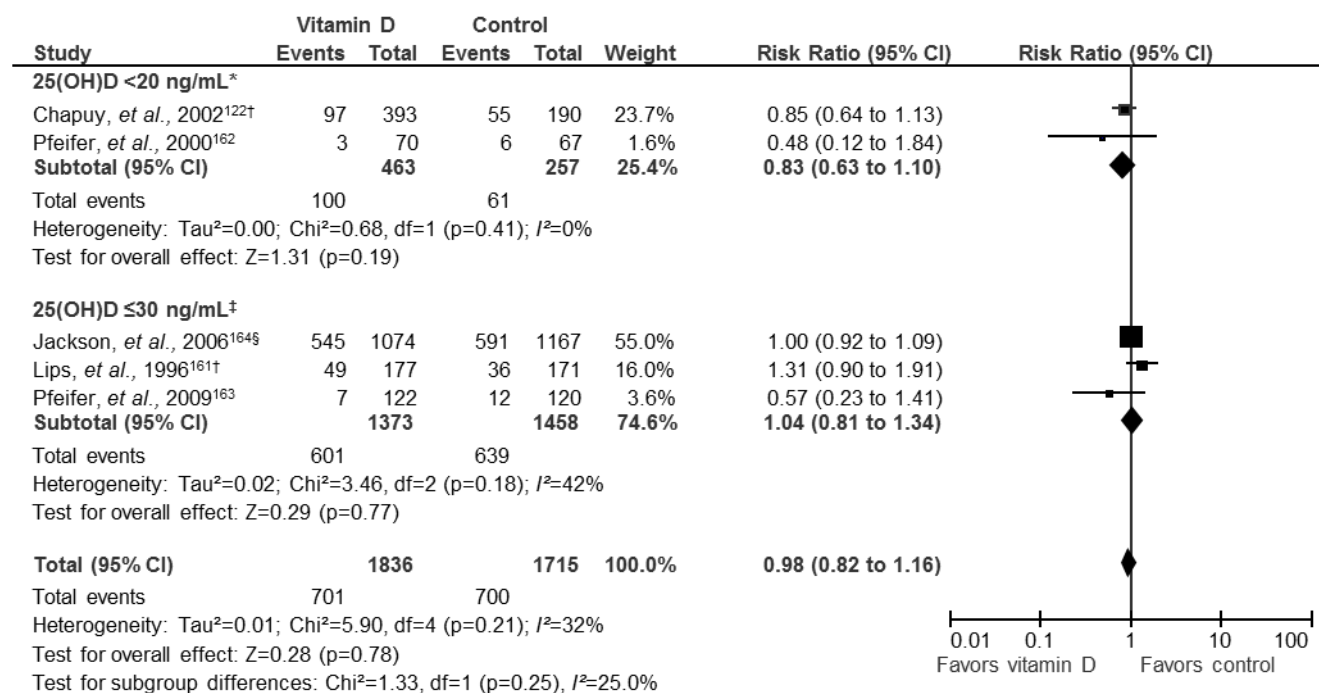 Vitamin D Control
Study Events Total Events Total Weight Risk Ratio (95% CI) Risk Ratio (95% CI)
25(OH)D <20 ng/mL*
Chapuy, et al., 2002¹²²† 97 393 55 190 23.7% 0.85 (0.64 to 1.13)
Pfeifer, et al., 2000¹⁶² 3 70 6 67 1.6% 0.48 (0.12 to 1.84)
Subtotal (95% CI) 463 257 25.4% 0.83 (0.63 to 1.10)
Total events 100 61
Heterogeneity: Tau²=0.00; Chi²=0.68, df=1 (p=0.41); I²=0%
Test for overall effect: Z=1.31 (p=0.19)
25(OH)D ≤30 ng/mL‡
Jackson, et al., 2006¹⁶⁴§ 545 1074 591 1167 55.0% 1.00 (0.92 to 1.09)
Lips, et al., 1996¹⁶¹† 49 177 36 171 16.0% 1.31 (0.90 to 1.91)
Pfeifer, et al., 2009¹⁶³ 7 122 12 120 3.6% 0.57 (0.23 to 1.41)
Subtotal (95% CI) 1373 1458 74.6% 1.04 (0.81 to 1.34)
Total events 601 639
Heterogeneity: Tau²=0.02; Chi²=3.46, df=2 (p=0.18); I²=42%
Test for overall effect: Z=0.29 (p=0.77)
Total (95% CI) 1836 1715 100.0% 0.98 (0.82 to 1.16)
Total events 701 700
Heterogeneity: Tau²=0.01; Chi²=5.90, df=4 (p=0.21); I²=32%
Test for overall effect: Z=0.28 (p=0.78)
Test for subgroup differences: Chi²=1.33, df=1 (p=0.25), I²=25.0%
0.01 0.1 1 10 100
Favors vitamin D Favors control